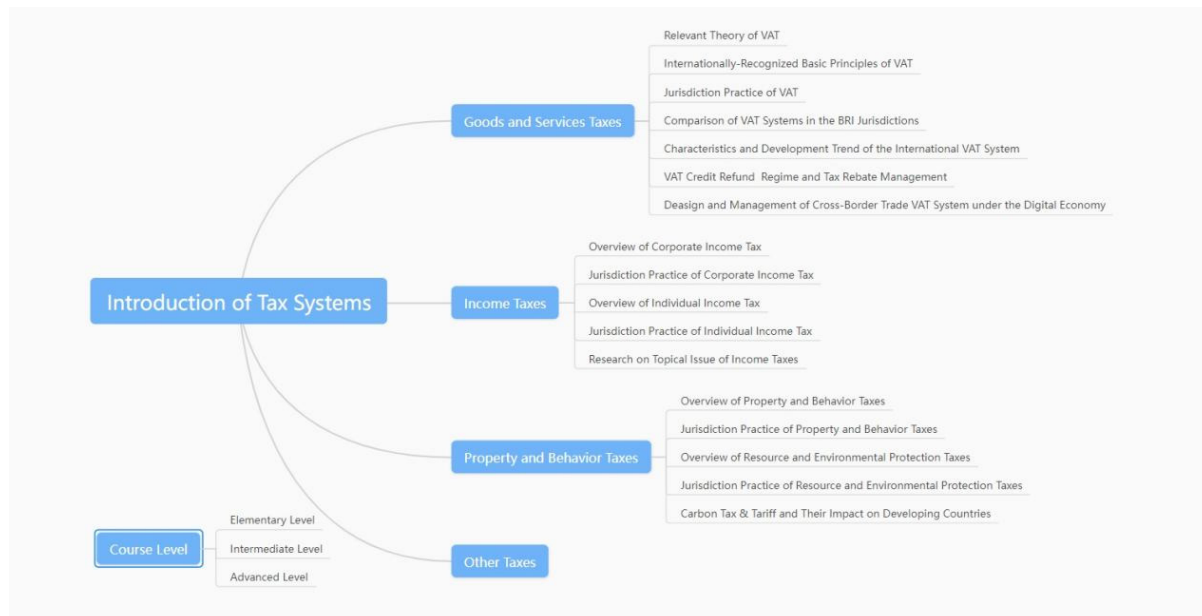 Introduction of Tax Systems
Goods and Services Taxes
Relevant Theory of VAT
Internationally-Recognized Basic Principles of VAT
Jurisdiction Practice of VAT
Comparison of VAT Systems in the BRI Jurisdictions
Characteristics and Development Trend of the International VAT System
VAT Credit Refund Regime and Tax Rebate Management
Deasign and Management of Cross-Border Trade VAT System under the Digital Economy
Income Taxes
Overview of Corporate Income Tax
Jurisdiction Practice of Corporate Income Tax
Overview of Individual Income Tax
Jurisdiction Practice of Individual Income Tax
Research on Topical Issue of Income Taxes
Property and Behavior Taxes
Overview of Property and Behavior Taxes
Jurisdiction Practice of Property and Behavior Taxes
Overview of Resource and Environmental Protection Taxes
Jurisdiction Practice of Resource and Environmental Protection Taxes
Carbon Tax & Tariff and Their Impact on Developing Countries
Other Taxes
Course Level
Elementary Level
Intermediate Level
Advanced Level